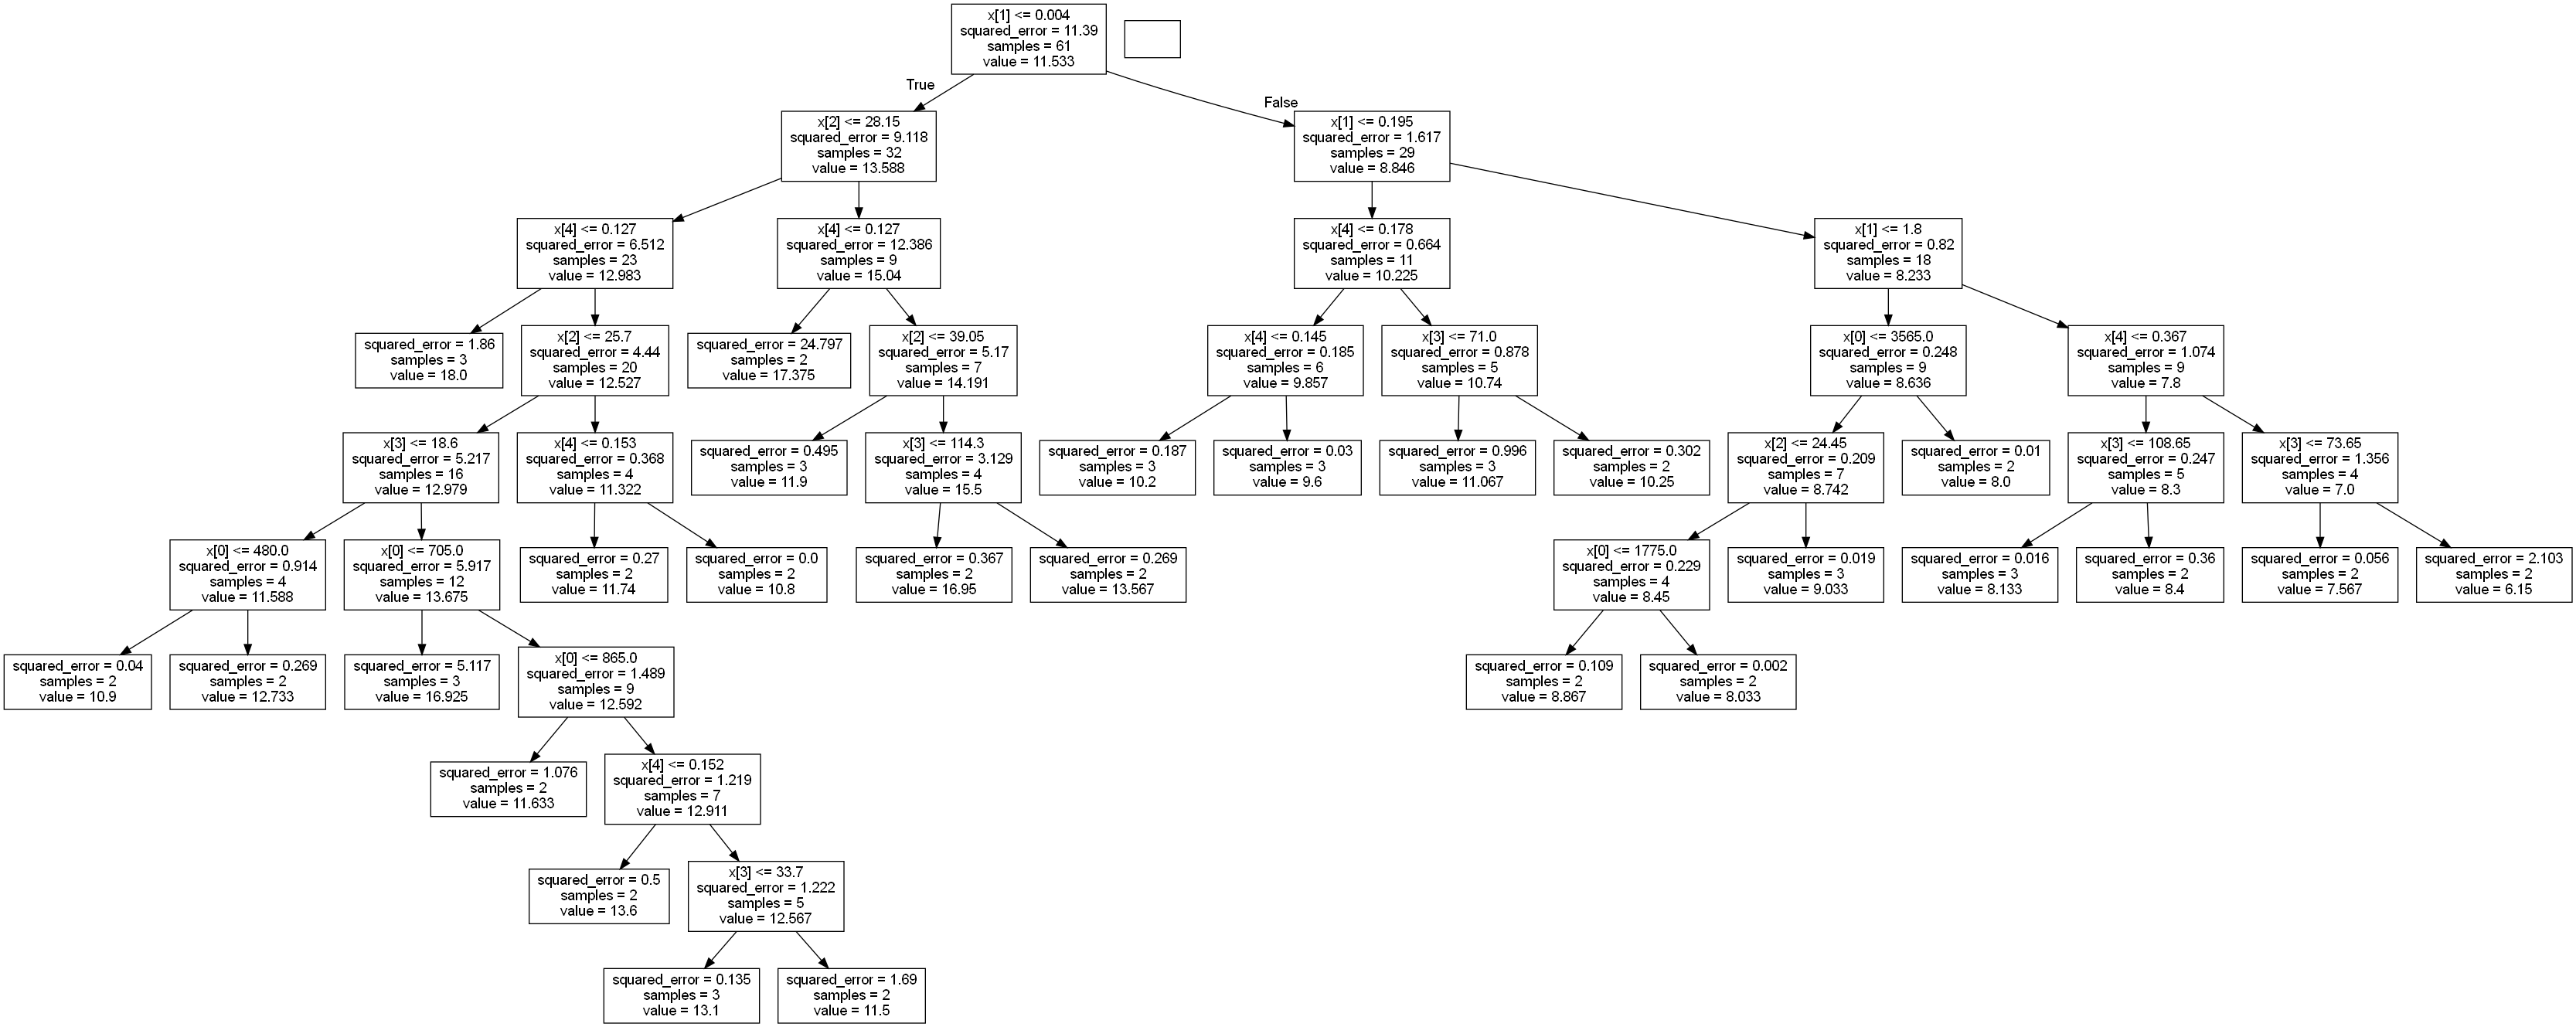 x[1] <= 0.004
squared_error = 11.39
samples = 61
value = 11.533
True
False
x[2] <= 28.15
squared_error = 9.118
samples = 32
value = 13.588
x[1] <= 0.195
squared_error = 1.617
samples = 29
value = 8.846
x[4] <= 0.127
squared_error = 6.512
samples = 23
value = 12.983
x[4] <= 0.127
squared_error = 12.386
samples = 9
value = 15.04
x[4] <= 0.178
squared_error = 0.664
samples = 11
value = 10.225
x[1] <= 1.8
squared_error = 0.82
samples = 18
value = 8.233
squared_error = 1.86
samples = 3
value = 18.0
x[2] <= 25.7
squared_error = 4.44
samples = 20
value = 12.527
squared_error = 24.797
samples = 2
value = 17.375
x[2] <= 39.05
squared_error = 5.17
samples = 7
value = 14.191
x[4] <= 0.145
squared_error = 0.185
samples = 6
value = 9.857
x[3] <= 71.0
squared_error = 0.878
samples = 5
value = 10.74
x[0] <= 3565.0
squared_error = 0.248
samples = 9
value = 8.636
x[4] <= 0.367
squared_error = 1.074
samples = 9
value = 7.8
x[3] <= 18.6
squared_error = 5.217
samples = 16
value = 12.979
x[4] <= 0.153
squared_error = 0.368
samples = 4
value = 11.322
squared_error = 0.495
samples = 3
value = 11.9
x[3] <= 114.3
squared_error = 3.129
samples = 4
value = 15.5
squared_error = 0.187
samples = 3
value = 10.2
squared_error = 0.03
samples = 3
value = 9.6
squared_error = 0.996
samples = 3
value = 11.067
squared_error = 0.302
samples = 2
value = 10.25
x[2] <= 24.45
squared_error = 0.209
samples = 7
value = 8.742
squared_error = 0.01
samples = 2
value = 8.0
x[3] <= 108.65
squared_error = 0.247
samples = 5
value = 8.3
x[3] <= 73.65
squared_error = 1.356
samples = 4
value = 7.0
x[0] <= 480.0
squared_error = 0.914
samples = 4
value = 11.588
x[0] <= 705.0
squared_error = 5.917
samples = 12
value = 13.675
squared_error = 0.27
samples = 2
value = 11.74
squared_error = 0.0
samples = 2
value = 10.8
squared_error = 0.367
samples = 2
value = 16.95
squared_error = 0.269
samples = 2
value = 13.567
x[0] <= 1775.0
squared_error = 0.229
samples = 4
value = 8.45
squared_error = 0.019
samples = 3
value = 9.033
squared_error = 0.016
samples = 3
value = 8.133
squared_error = 0.36
samples = 2
value = 8.4
squared_error = 0.056
samples = 2
value = 7.567
squared_error = 2.103
samples = 2
value = 6.15
squared_error = 0.04
samples = 2
value = 10.9
squared_error = 0.269
samples = 2
value = 12.733
squared_error = 5.117
samples = 3
value = 16.925
x[0] <= 865.0
squared_error = 1.489
samples = 9
value = 12.592
squared_error = 0.109
samples = 2
value = 8.867
squared_error = 0.002
samples = 2
value = 8.033
squared_error = 1.076
samples = 2
value = 11.633
x[4] <= 0.152
squared_error = 1.219
samples = 7
value = 12.911
squared_error = 0.5
samples = 2
value = 13.6
x[3] <= 33.7
squared_error = 1.222
samples = 5
value = 12.567
squared_error = 0.135
samples = 3
value = 13.1
squared_error = 1.69
samples = 2
value = 11.5